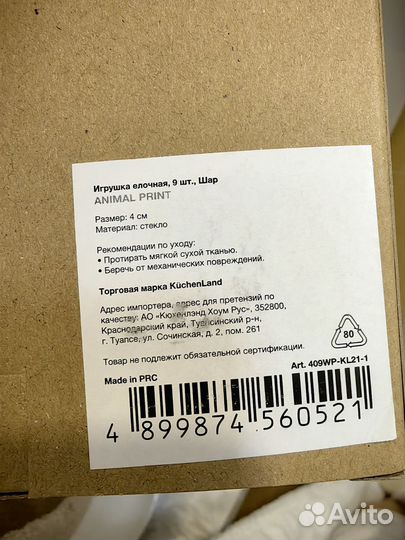 Игрушка елочная, 9 шт., Шар
ANIMAL PRINT
Размер: 4 см
Материал: стекло
Рекомендации по уходу:
• Протирать мягкой сухой тканью.
• Беречь от механических повреждений.
Торговая марка KüchenLand
Адрес импортера, адрес для претензий по
качеству: АО «Кюхенлэнд Хоум Рус», 352800,
Краснодарский край, Туапсинский р-н,
г. Туапсе, ул. Сочинская, д. 2, пом. 261
80
Товар не подлежит обязательной сертификации.
Made in PRC
Art. 409WP-KL21-1
4 899874 560521
Avito